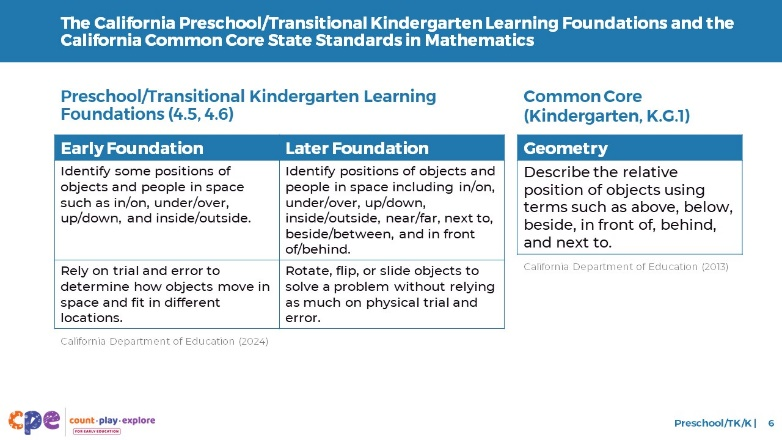 The California Preschool/Transitional Kindergarten Learning Foundations and the
California Common Core State Standards in Mathematics
Preschool/Transitional Kindergarten Learning
Foundations (4.5, 4.6)
Early Foundation
Later Foundation
Identify some positions of
objects and people in space
such as in/on, under/over,
up/down, and inside/outside.
Identify positions of objects and
people in space including in/on,
under/over, up/down,
inside/outside, near/far, next to,
beside/between, and in front
of/behind.
Rely on trial and error to
determine how objects move in
space and fit in different
locations.
Rotate, flip, or slide objects to
solve a problem without relying
as much on physical trial and
error.
California Department of Education (2024)
Common Core
(Kindergarten, K.G.1)
Geometry
Describe the relative
position of objects using
terms such as above, below,
beside, in front of, behind,
and next to.
California Department of Education (2013)
cpe
count·play·explore
FOR EARLY EDUCATION
Preschool/TK/K | 6